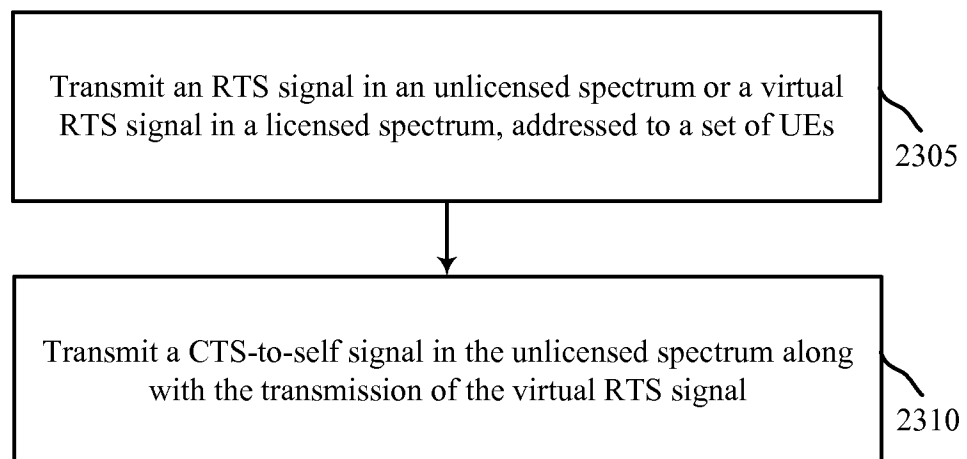 Transmit an RTS signal in an unlicensed spectrum or a virtual
RTS signal in a licensed spectrum, addressed to a set of UEs
2305
Transmit a CTS-to-self signal in the unlicensed spectrum along
with the transmission of the virtual RTS signal
2310